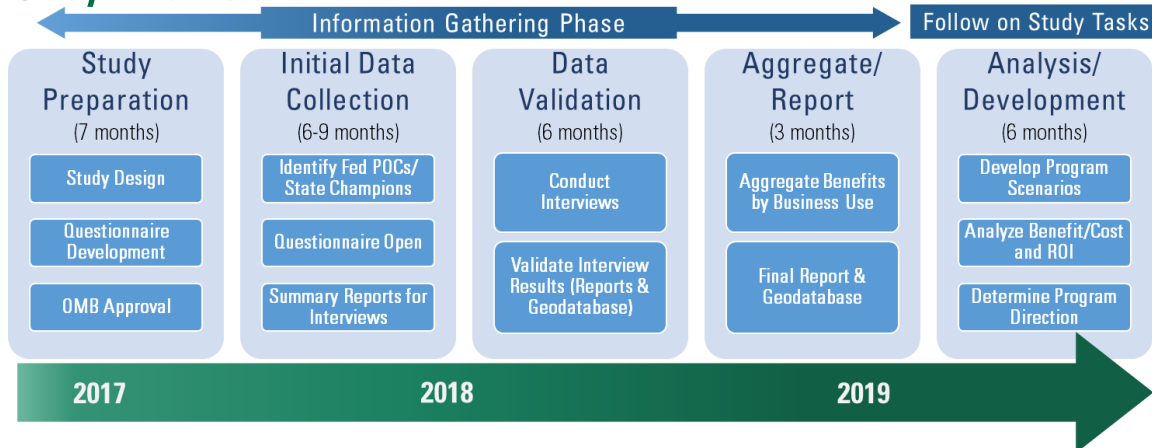 Information Gathering Phase
Follow on Study Tasks
Study
Preparation
(7 months)
Study Design
Questionnaire
Development
OMB Approval
Initial Data
Collection
(6-9 months)
Identify Fed POCs/
State Champions
Questionnaire Open
Summary Reports for
Interviews
Data
Validation
(6 months)
Conduct
Interviews
Validate Interview
Results (Reports &
Geodatabase)
Aggregate/
Report
(3 months)
Aggregate Benefits
by Business Use
Final Report &
Geodatabase
Analysis/
Development
(6 months)
Develop Program
Scenarios
Analyze Benefit/Cost
and ROI
Determine Program
Direction
2017
2018
2019